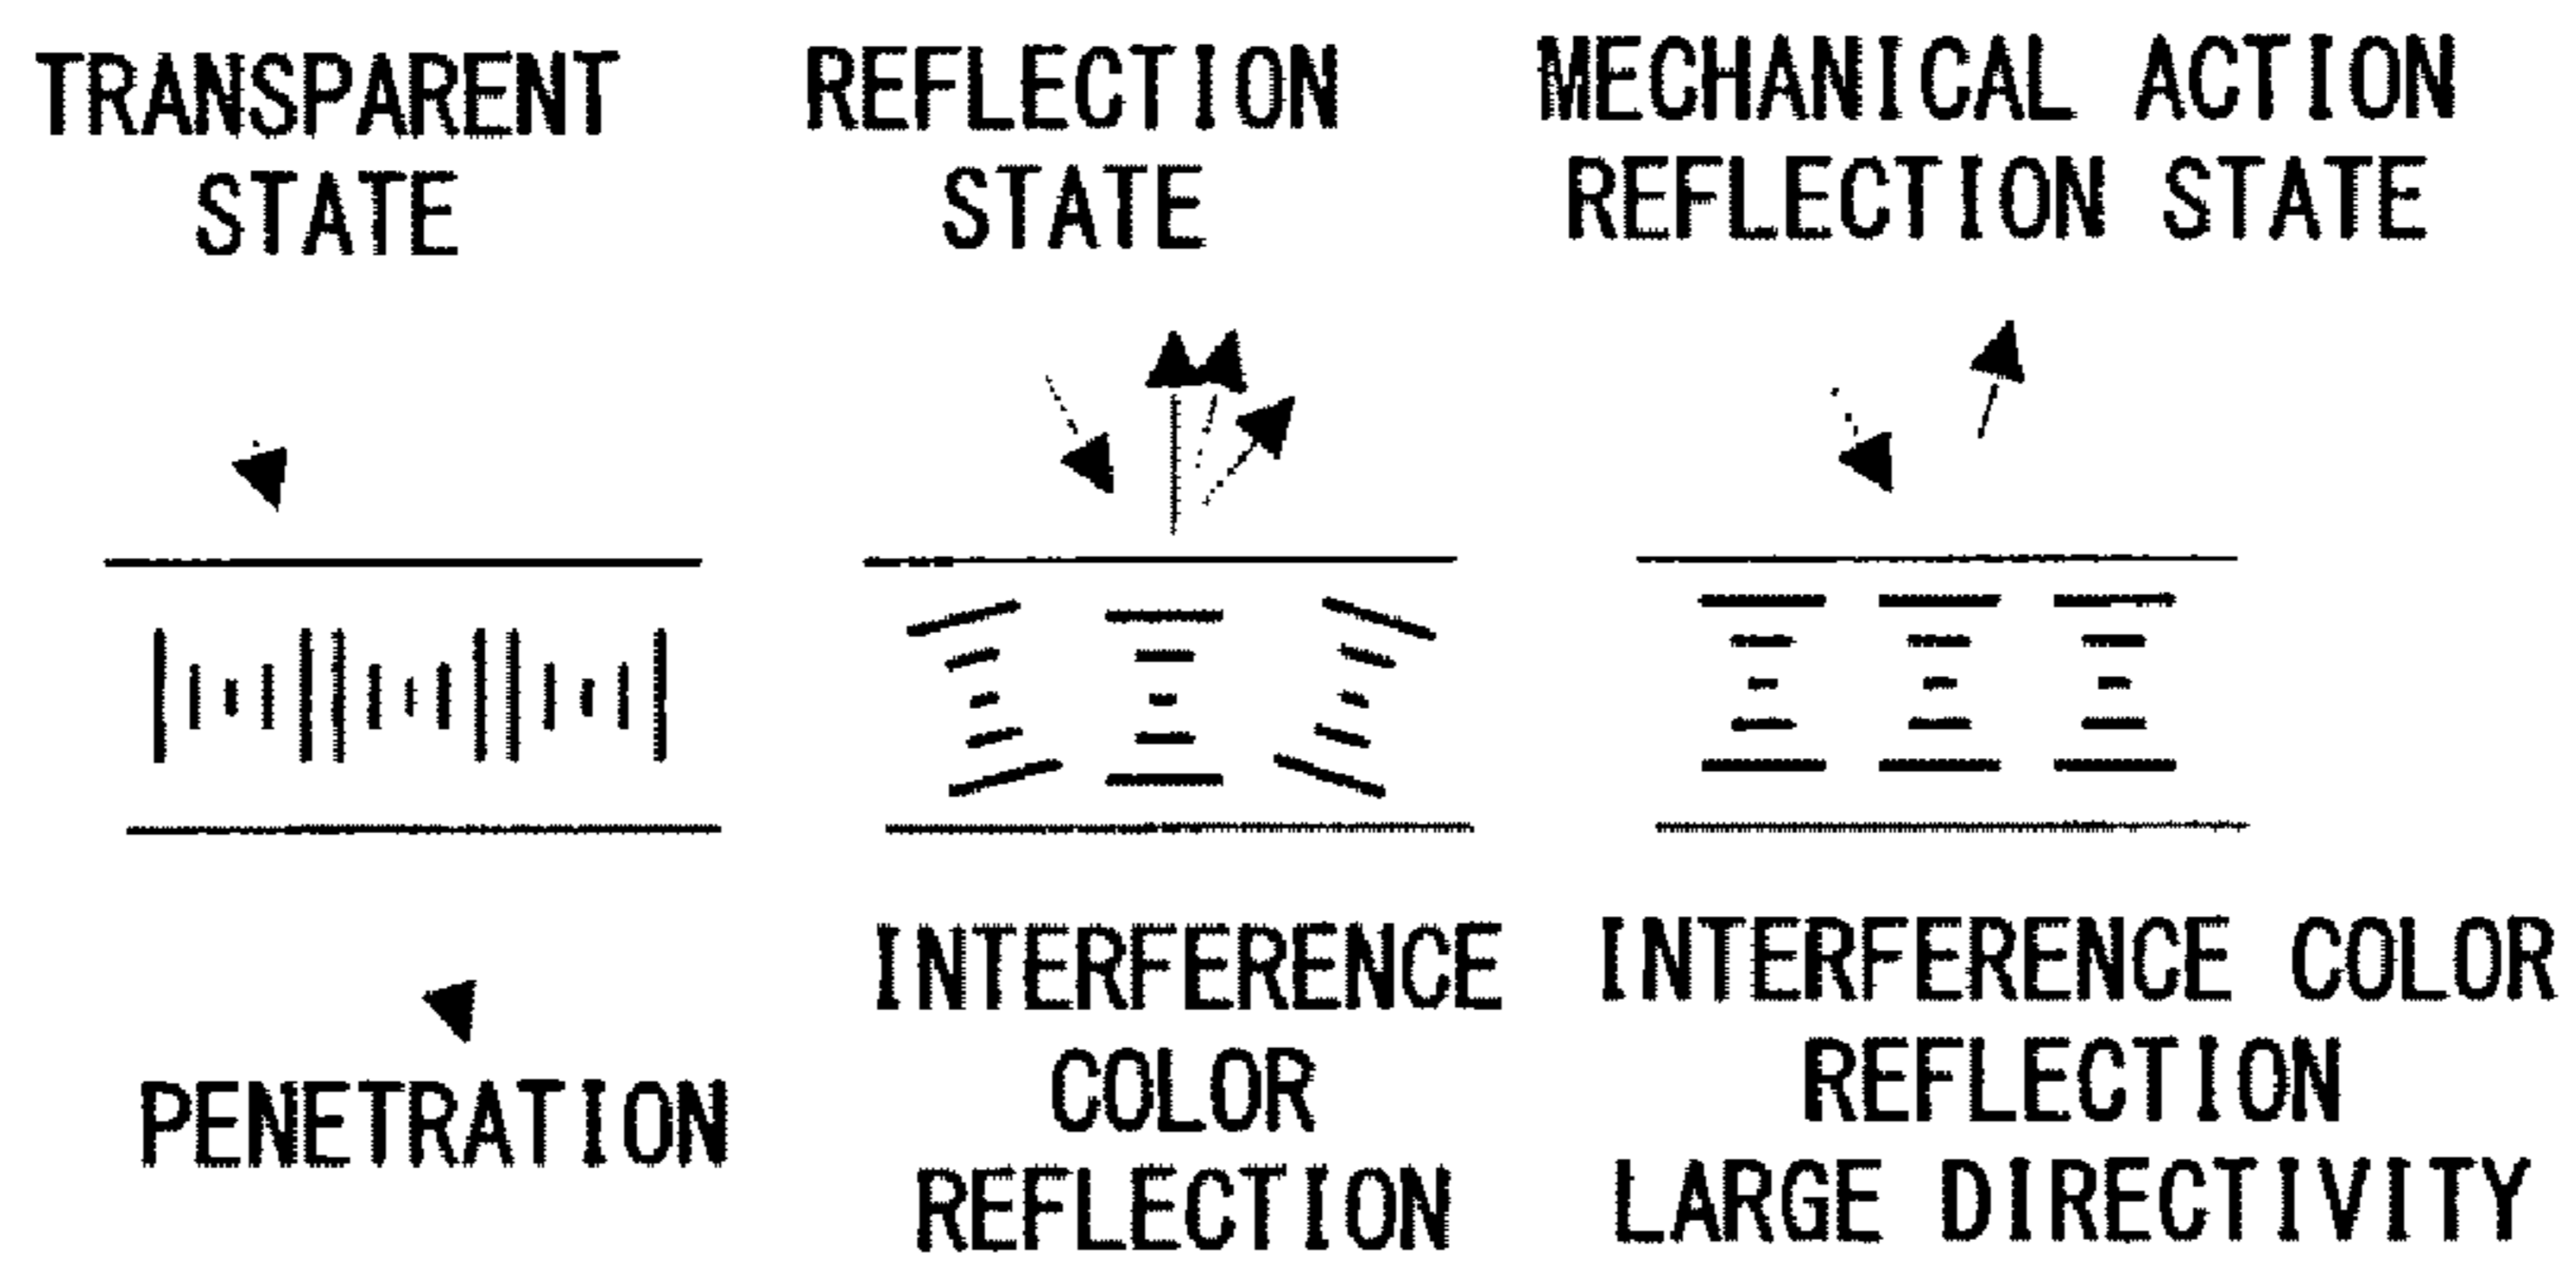 TRANSPARENT
STATE
REFLECTION
STATE
MECHANICAL ACTION
REFLECTION STATE
PENETRATION
INTERFERENCE
COLOR
REFLECTION
INTERFERENCE COLOR
REFLECTION
LARGE DIRECTIVITY